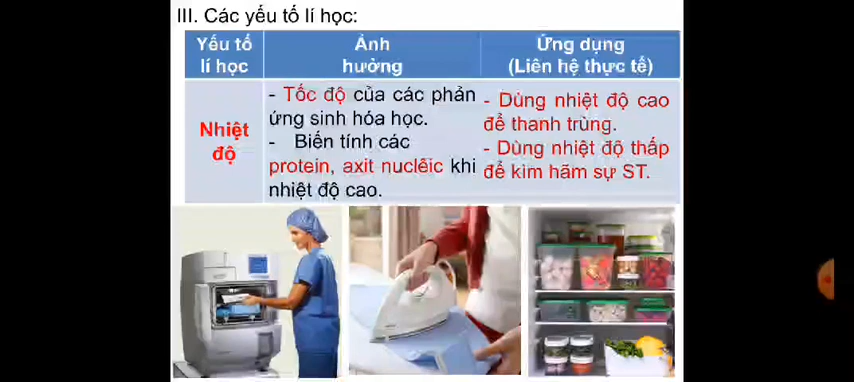 III. Các yếu tố lí học:
Yếu tố
lí học
Ảnh
hưởng
Ứng dụng
(Liên hệ thực tế)
Nhiệt
độ
- Tốc độ của các phản
ứng sinh hóa học.
- Biến tính các
protein, axit nuclêic khi
nhiệt độ cao.
- Dùng nhiệt độ cao
để thanh trùng.
- Dùng nhiệt độ thấp
để kìm hãm sự ST.